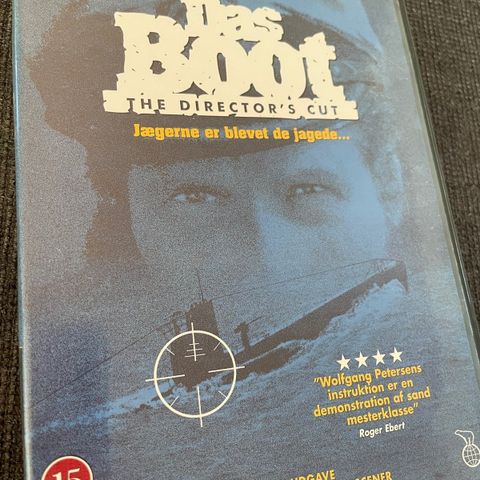 Das
Boot
THE DIRECTOR'S CUT
Jægerne er blevet de jagede...
"Wolfgang Petersens
instruktion er en
demonstration af sand
mesterklasse"
Roger Ebert
15